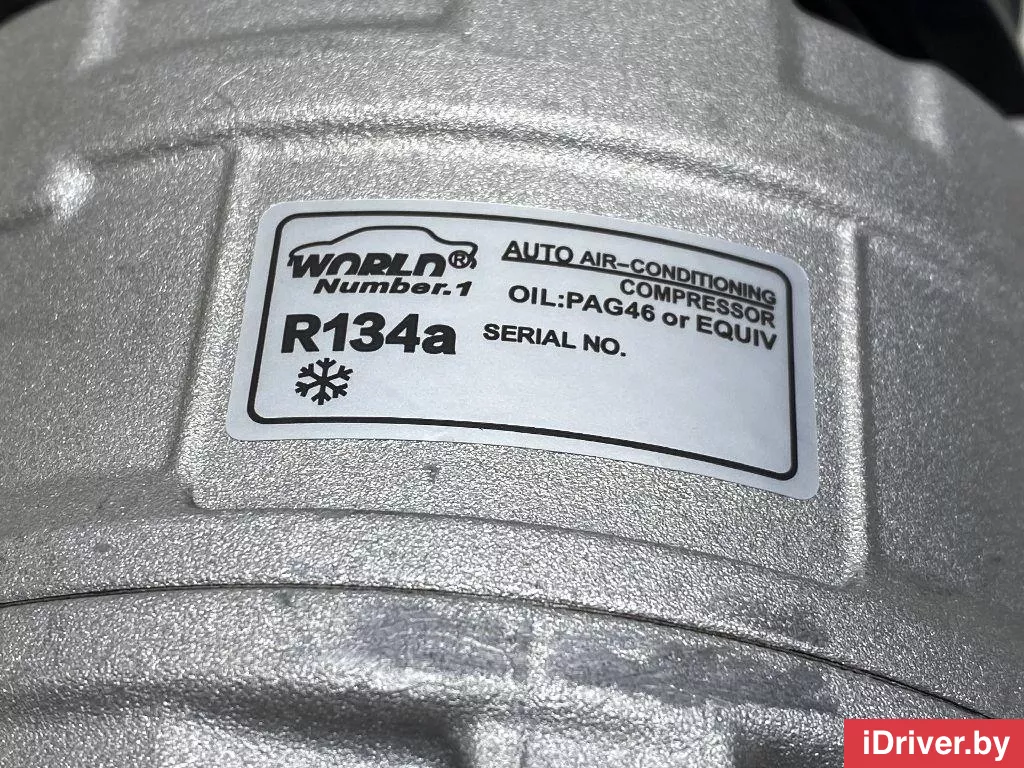 WORLD®
Number.1
R134a
AUTO AIR-CONDITIONING
COMPRESSOR
OIL:PAG46 or EQUIV
SERIAL NO.
iDriver.by